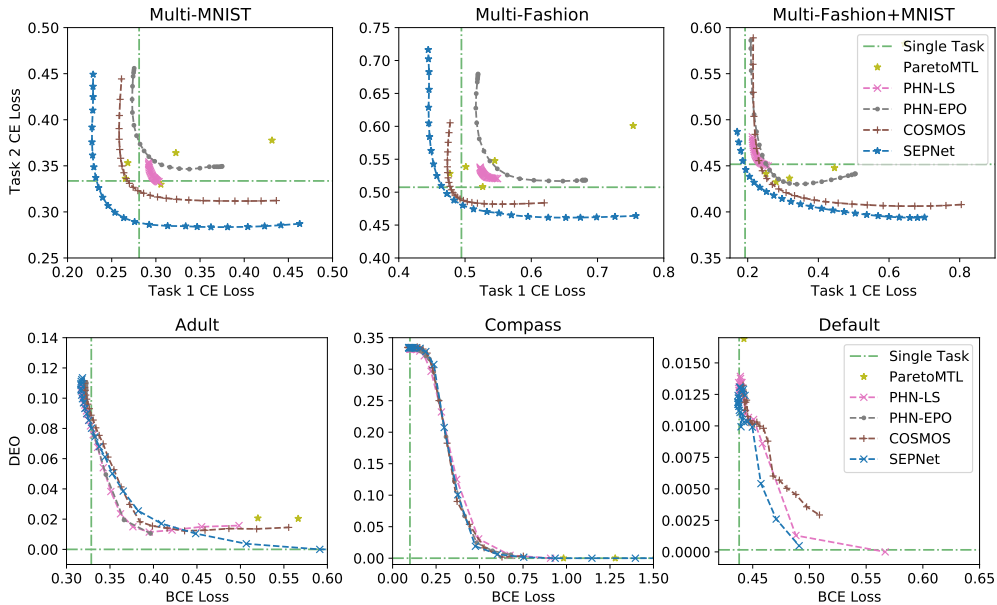 Multi-MNIST
Multi-Fashion
Multi-Fashion+MNIST
0.50
0.45
0.40
0.35
0.30
0.25
Task 2 CE Loss
0.20 0.25 0.30 0.35 0.40 0.45 0.50
Task 1 CE Loss
0.80
0.75
0.70
0.65
0.60
0.55
0.50
0.45
0.40
0.4 0.5 0.6 0.7 0.8
Task 1 CE Loss
0.60
0.55
0.50
0.45
0.40
0.35
0.2 0.4 0.6 0.8
Task 1 CE Loss
Single Task
ParetoMTL
PHN-LS
PHN-EPO
COSMOS
SEPNet
Adult
Compass
Default
0.14
0.12
0.10
0.08
0.06
0.04
0.02
0.00
DEO
0.30 0.35 0.40 0.45 0.50 0.55 0.60
BCE Loss
0.35
0.30
0.25
0.20
0.15
0.10
0.05
0.00
0.00 0.25 0.50 0.75 1.00 1.25 1.50
BCE Loss
0.0150
0.0125
0.0100
0.0075
0.0050
0.0025
0.0000
0.45 0.50 0.55 0.60 0.65
BCE Loss
Single Task
ParetoMTL
PHN-LS
PHN-EPO
COSMOS
SEPNet